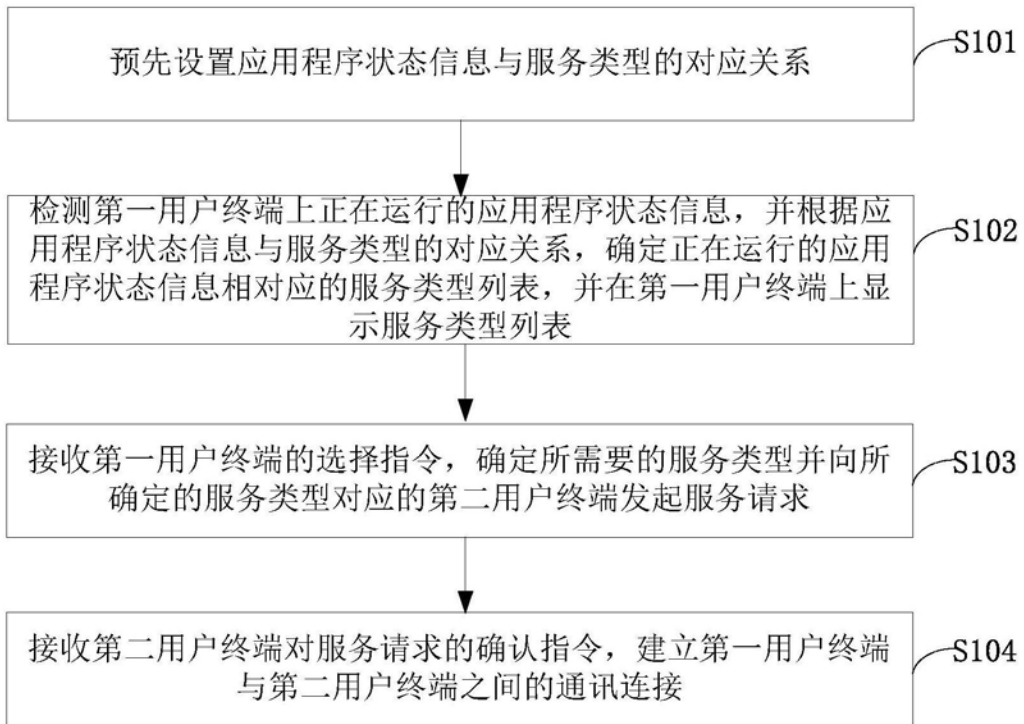 预先设置应用程序状态信息与服务类型的对应关系
S101
检测第一用户终端上正在运行的应用程序状态信息，并根据应
用程序状态信息与服务类型的对应关系，确定正在运行的应用
程序状态信息相对应的服务类型列表，并在第一用户终端上显
示服务类型列表
S102
接收第一用户终端的选择指令，确定所需要的服务类型并向所
确定的服务类型对应的第二用户终端发起服务请求
S103
接收第二用户终端对服务请求的确认指令，建立第一用户终端
与第二用户终端之间的通讯连接
S104